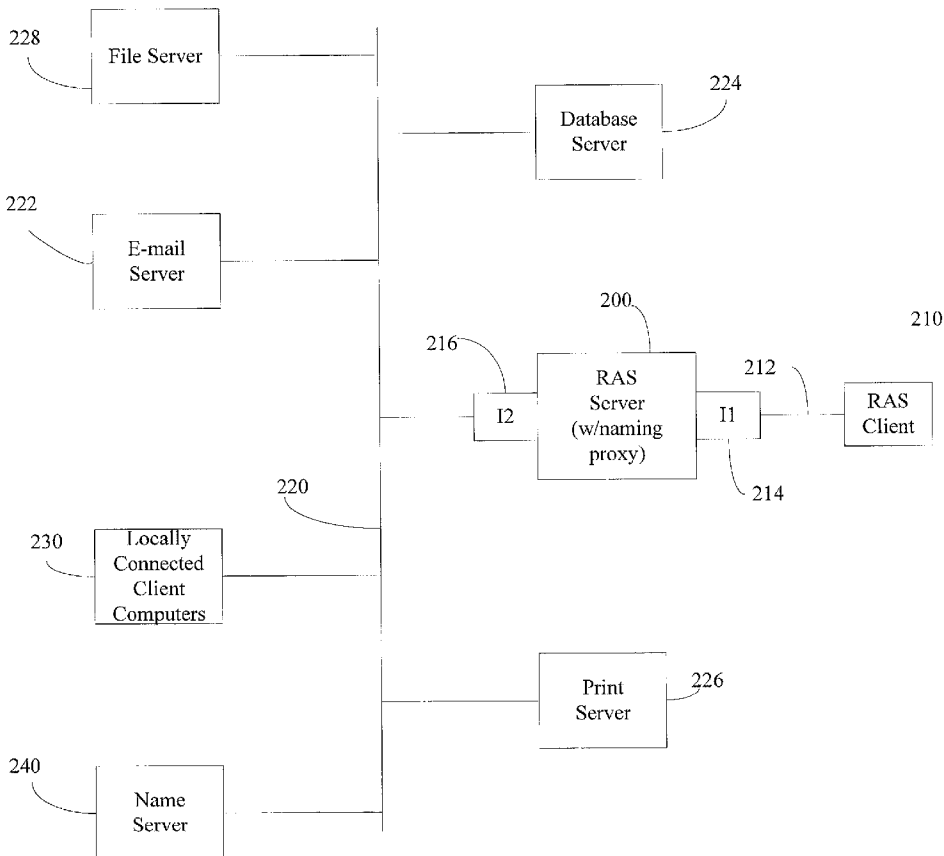 228
File Server
224
Database
Server
222
E-mail
Server
200
210
216
212
I2
RAS
Server
(w/naming
proxy)
I1
RAS
Client
214
220
230
Locally
Connected
Client
Computers
226
Print
Server
240
Name
Server